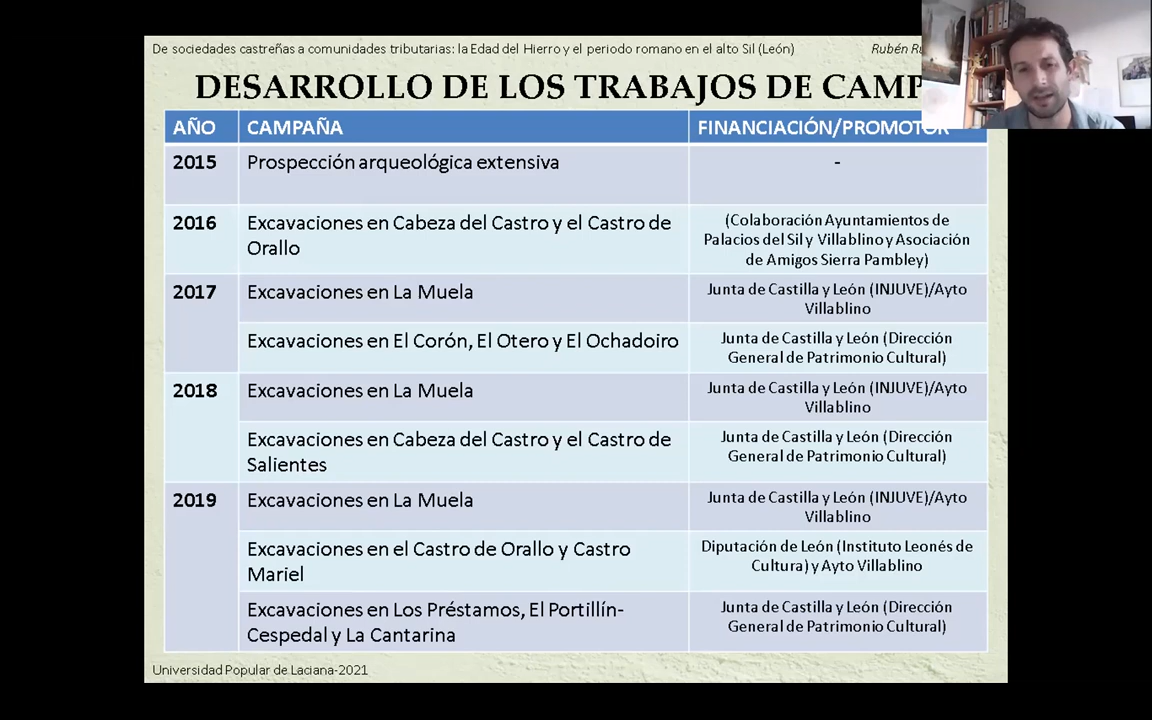 De sociedades castreñas a comunidades tributarias: la Edad del Hierro y el periodo romano en el alto Sil (León)
Rubén
DESARROLLO DE LOS TRABAJOS DE
AÑO
CAMPAÑA
FINANCIACIÓN/PROMOTOR
2015
Prospección arqueológica extensiva
-
2016
Excavaciones en Cabeza del Castro y el Castro de
Orallo
(Colaboración Ayuntamientos de
Palacios del Sil y Villablino y Asociación
de Amigos Sierra Pambley)
2017
Excavaciones en La Muela
Junta de Castilla y León (INJUVE)/Ayto
Villablino
Excavaciones en El Corón, El Otero y El Ochadoiro
Junta de Castilla y León (Dirección
General de Patrimonio Cultural)
2018
Excavaciones en La Muela
Junta de Castilla y León (INJUVE)/Ayto
Villablino
Excavaciones en Cabeza del Castro y el Castro de
Salientes
Junta de Castilla y León (Dirección
General de Patrimonio Cultural)
2019
Excavaciones en La Muela
Junta de Castilla y León (INJUVE)/Ayto
Villablino
Excavaciones en el Castro de Orallo y Castro
Mariel
Diputación de León (Instituto Leonés de
Cultura) y Ayto Villablino
Excavaciones en Los Préstamos, El Portillín-
Cespedal y La Cantarina
Junta de Castilla y León (Dirección
General de Patrimonio Cultural)
Universidad Popular de Laciana-2021